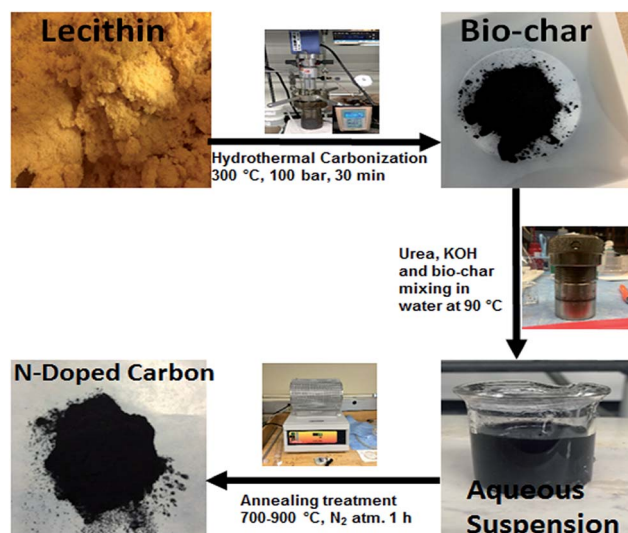 Lecithin
Bio-char
Hydrothermal Carbonization
300 °C, 100 bar, 30 min
Urea, KOH
and bio-char
mixing in
water at 90 °C
N-Doped Carbon
Annealing treatment
700-900 °C, N₂ atm. 1 h
Aqueous
Suspension